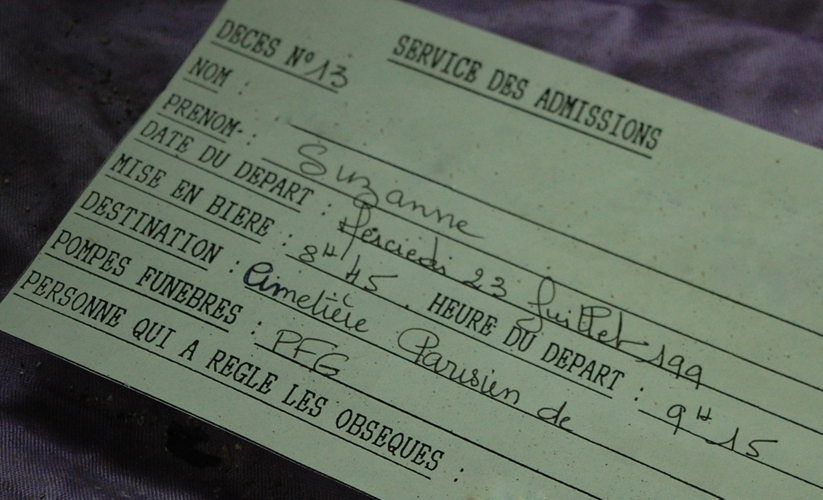 SERVICE DES ADMISSIONS
DECES N° 13
NOM :
PRENOM : Suzanne
DATE DU DEPART : Mercredi 23 Juillet 199
MISE EN BIERE : 8H45. HEURE DU DEPART : 9H15
DESTINATION : Cimetière Parisien de
POMPES FUNEBRES : PFG
PERSONNE QUI A REGLE LES OBSEQUES :